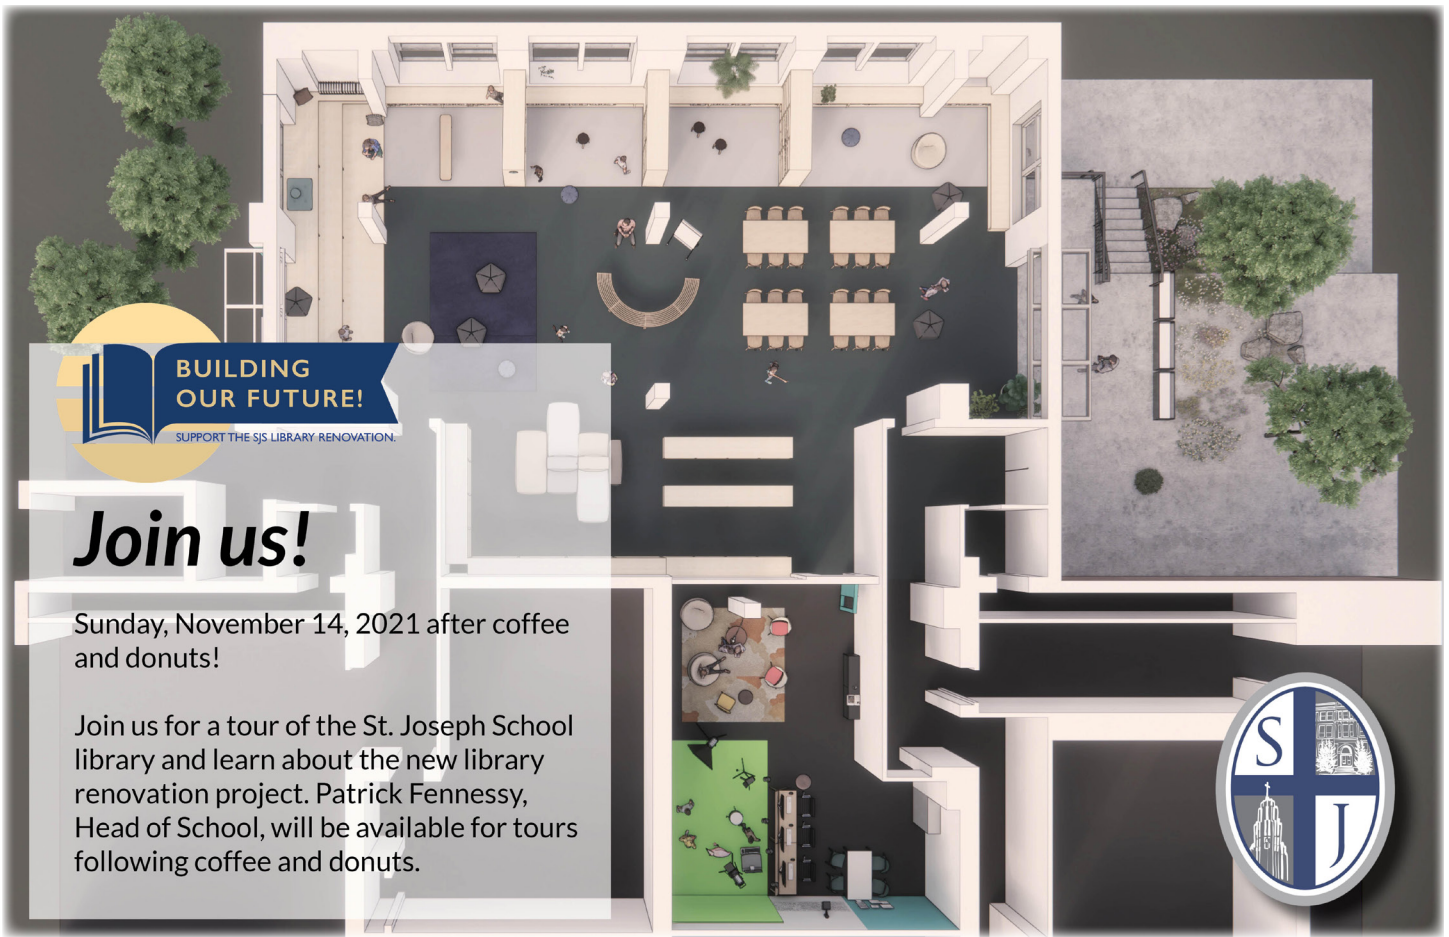 BUILDING
OUR FUTURE!
SUPPORT THE SJS LIBRARY RENOVATION.
Join us!
Sunday, November 14, 2021 after coffee
and donuts!
Join us for a tour of the St. Joseph School
library and learn about the new library
renovation project. Patrick Fennessy,
Head of School, will be available for tours
following coffee and donuts.
S
J